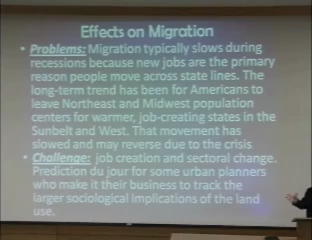 Effects on Migration
• Problems: Migration typically slows during
recessions because new jobs are the primary
reason people move across state lines. The
long-term trend has been for Americans to
leave Northeast and Midwest population
centers for warmer, job-creating states in the
Sunbelt and West. That movement has
slowed and may reverse due to the crisis
• Challenge: job creation and sectoral change.
Prediction du jour for some urban planners
who make it their business to track the
larger sociological implications of the land
use.